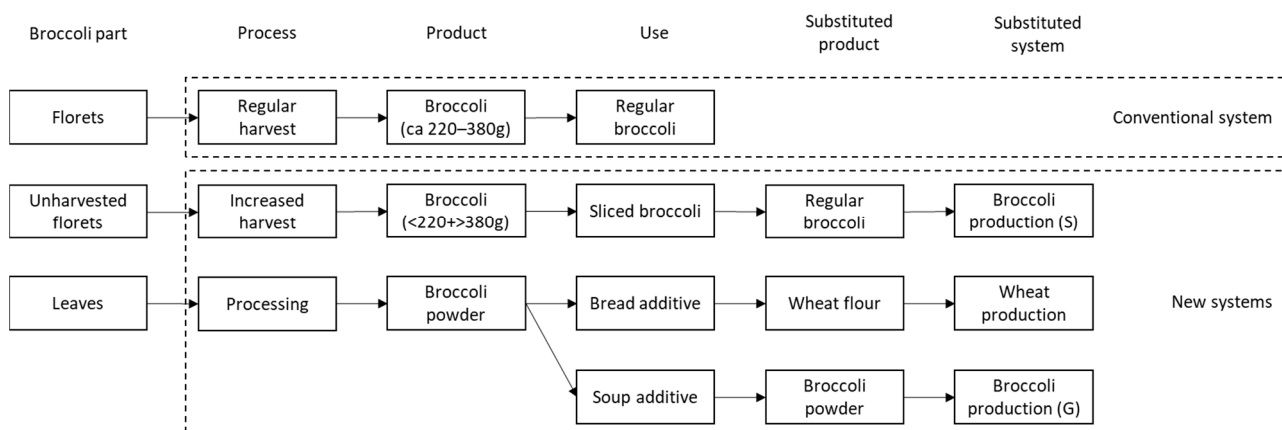 Broccoli part
Process
Product
Use
Substituted
product
Substituted
system
Florets
Regular
harvest
Broccoli
(ca 220–380g)
Regular
broccoli
Conventional system
Unharvested
florets
Increased
harvest
Broccoli
(<220+>380g)
Sliced broccoli
Regular
broccoli
Broccoli
production (S)
Leaves
Processing
Broccoli
powder
Bread additive
Wheat flour
Wheat
production
New systems
Soup additive
Broccoli
powder
Broccoli
production (G)